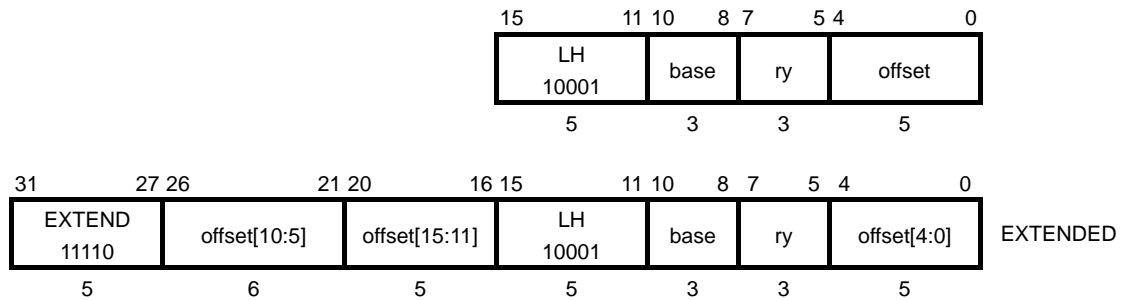 15 11 10 8 7 5 4 0
LH
10001 base ry offset
5 3 3 5
31 27 26 21 20 16 15 11 10 8 7 5 4 0
EXTEND
11110 offset[10:5] offset[15:11] LH
10001 base ry offset[4:0] EXTENDED
5 6 5 5 3 3 5